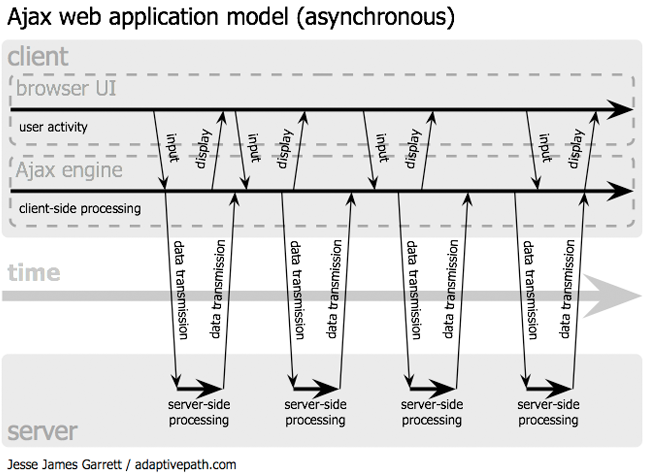 Ajax web application model (asynchronous)
client
browser UI
user activity
input
display
input
display
input
display
input
display
Ajax engine
client-side processing
data transmission
data transmission
data transmission
data transmission
data transmission
data transmission
data transmission
data transmission
time
server-side
processing
server-side
processing
server-side
processing
server-side
processing
server
Jesse James Garrett / adaptivepath.com